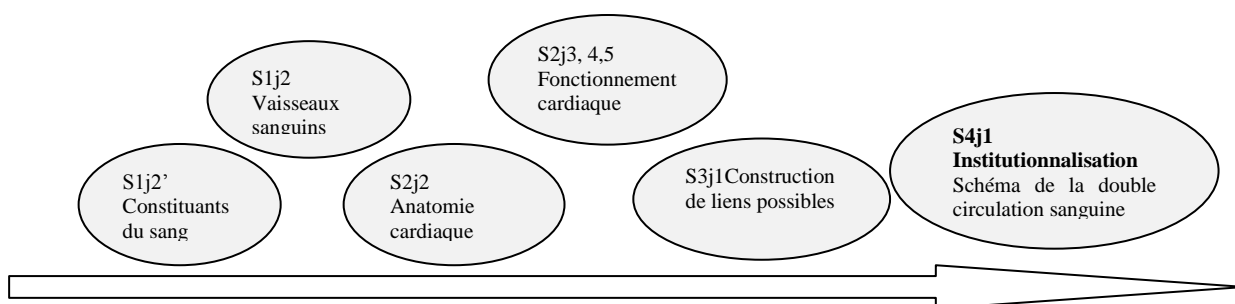 S1j2’
Constituants
du sang
S1j2
Vaisseaux
sanguins
S2j2
Anatomie
cardiaque
S2j3, 4,5
Fonctionnement
cardiaque
S3j1Construction
de liens possibles
S4j1
Institutionnalisation
Schéma de la double
circulation sanguine